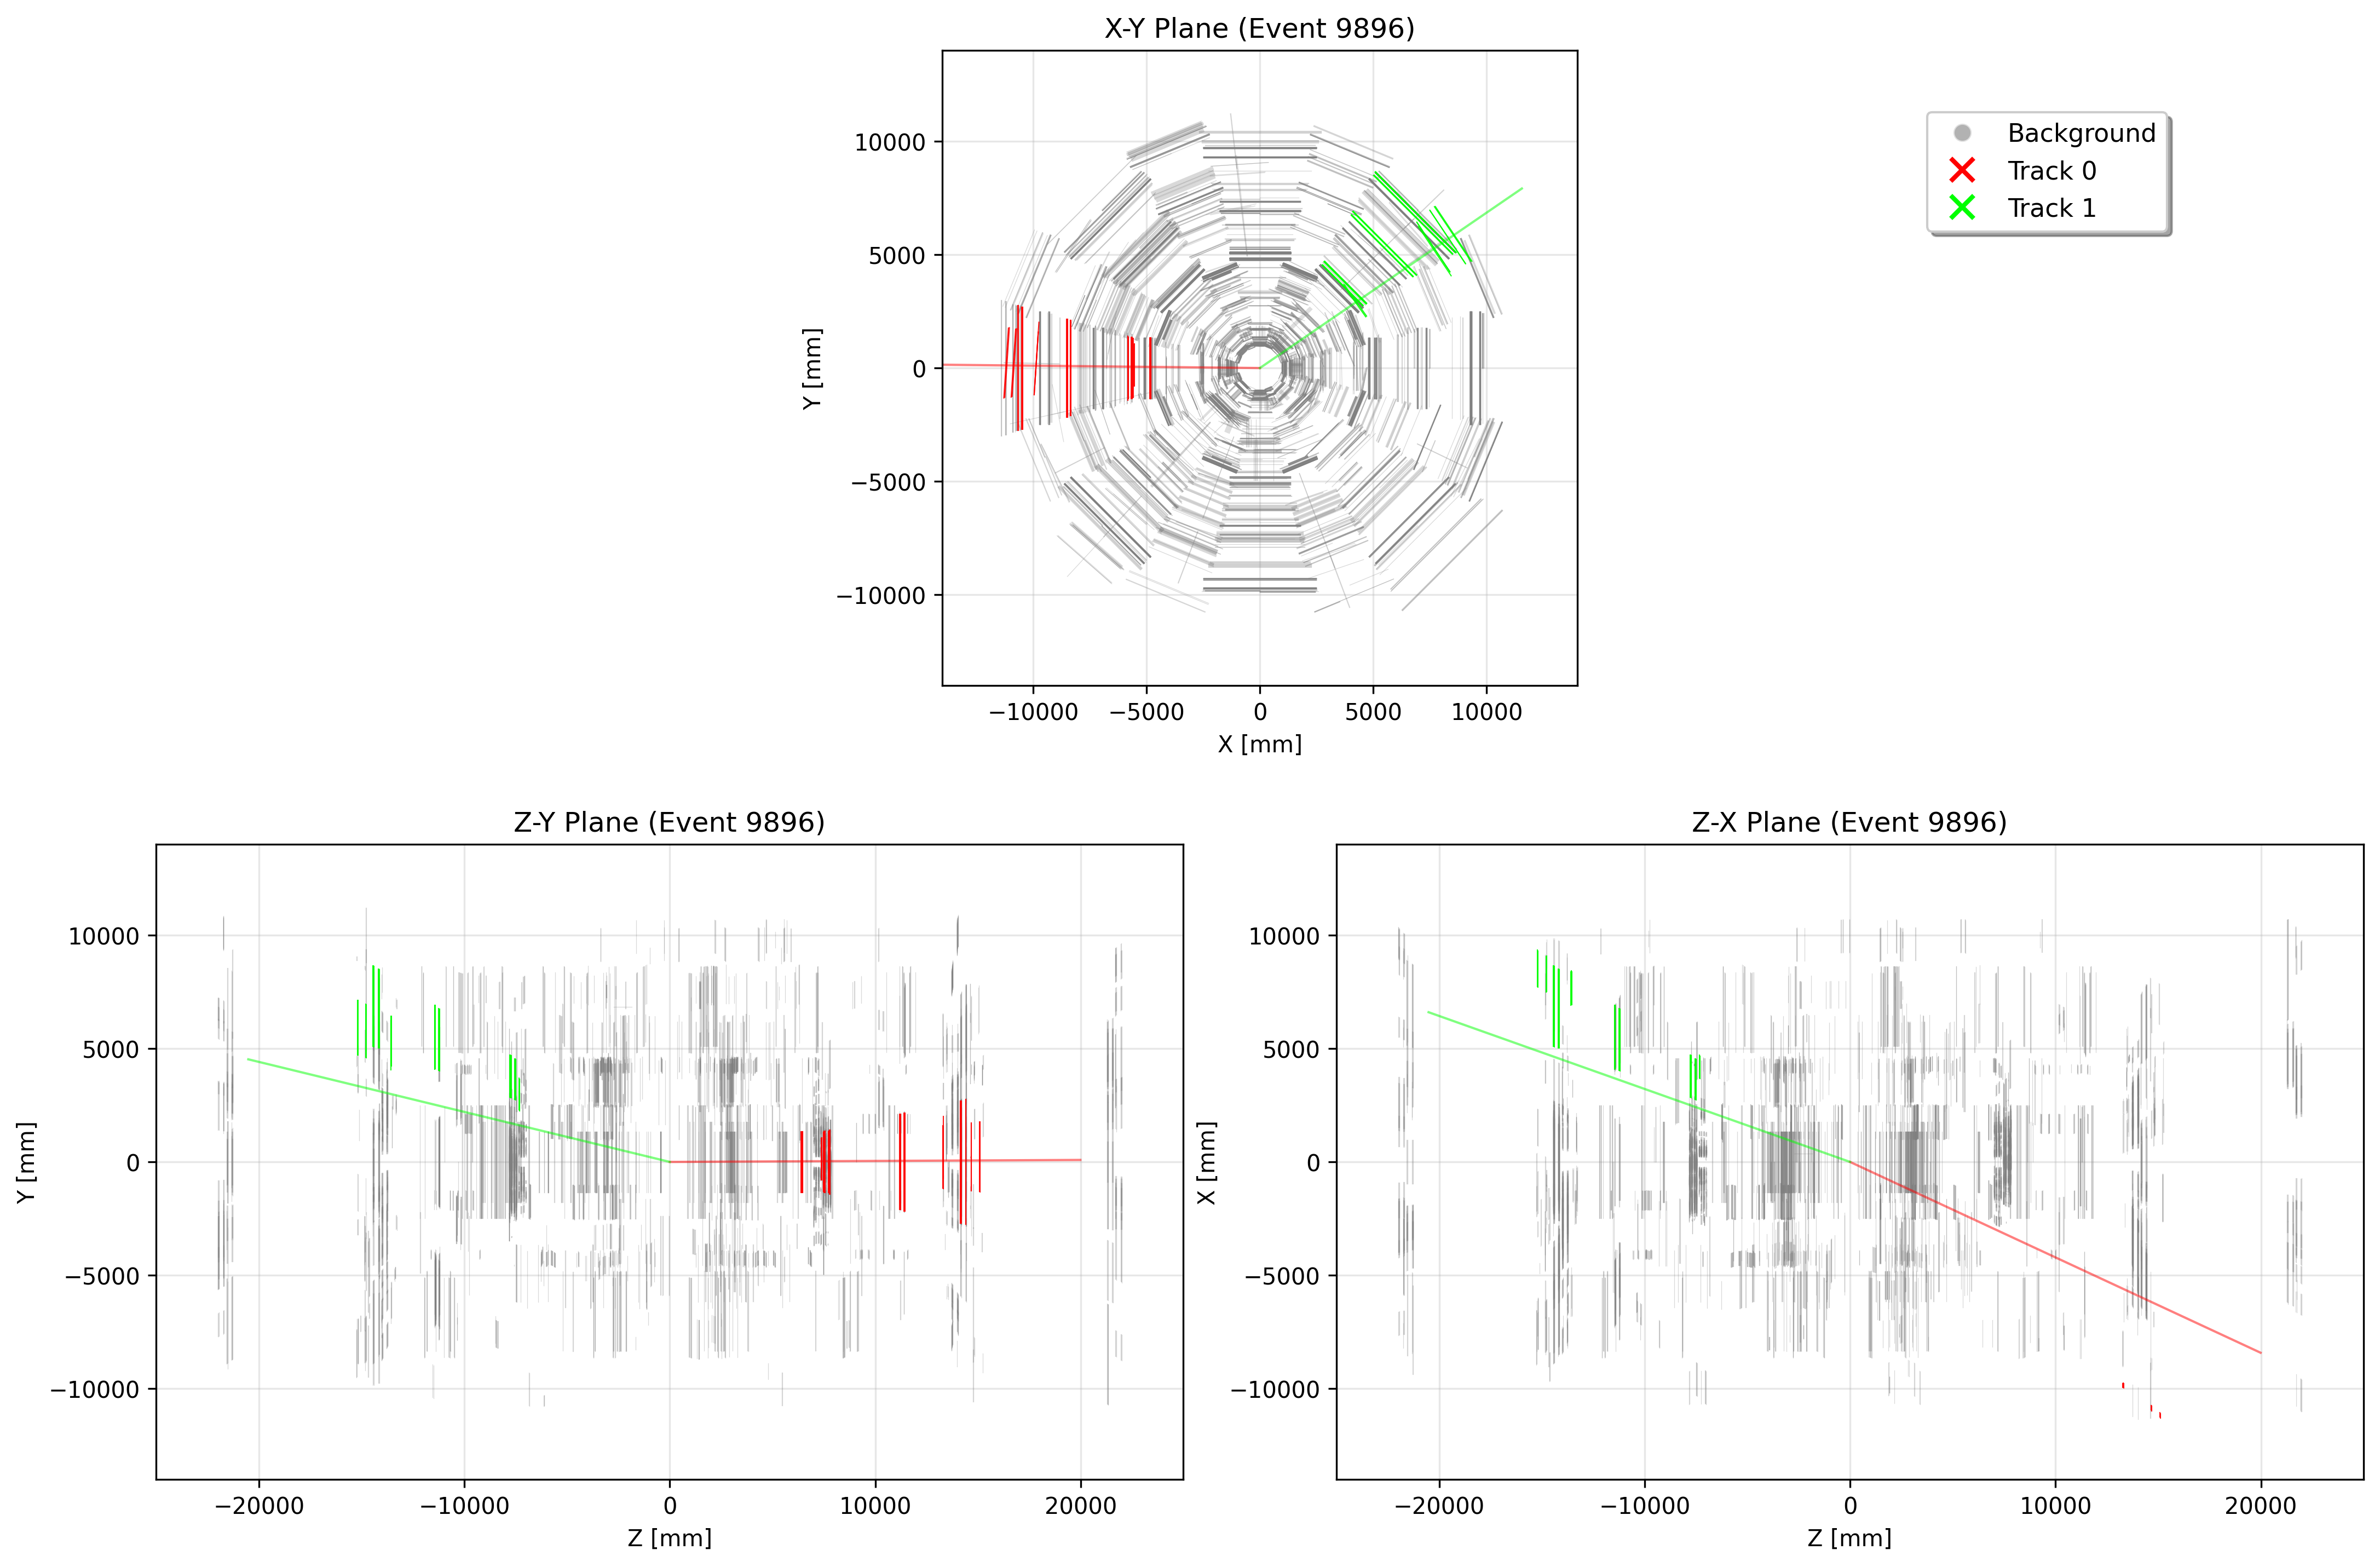 X-Y Plane (Event 9896)
10000
5000
0
−5000
−10000
Y [mm]
−10000 −5000 0 5000 10000
X [mm]
Background
Track 0
Track 1
Z-Y Plane (Event 9896)
10000
5000
0
−5000
−10000
Y [mm]
−20000 −10000 0 10000 20000
Z [mm]
Z-X Plane (Event 9896)
10000
5000
0
−5000
−10000
X [mm]
−20000 −10000 0 10000 20000
Z [mm]